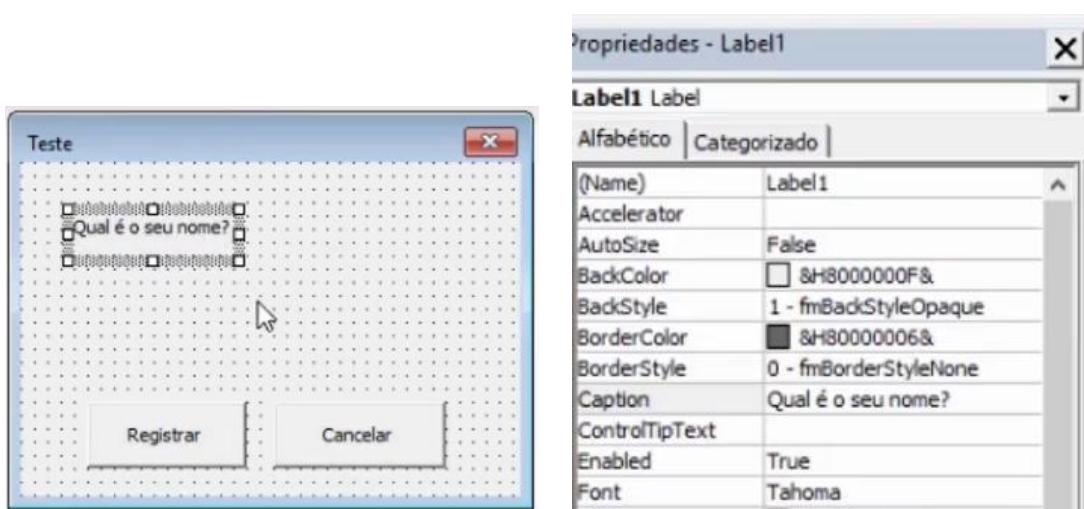 Teste
Qual é o seu nome?
Registrar
Cancelar
Propriedades - Label1
Label1 Label
Alfabético Categorizado
(Name) Label1
Accelerator
AutoSize False
BackColor &H8000000F&
BackStyle 1 - fmBackStyleOpaque
BorderColor &H80000006&
BorderStyle 0 - fmBorderStyleNone
Caption Qual é o seu nome?
ControlTipText
Enabled True
Font Tahoma